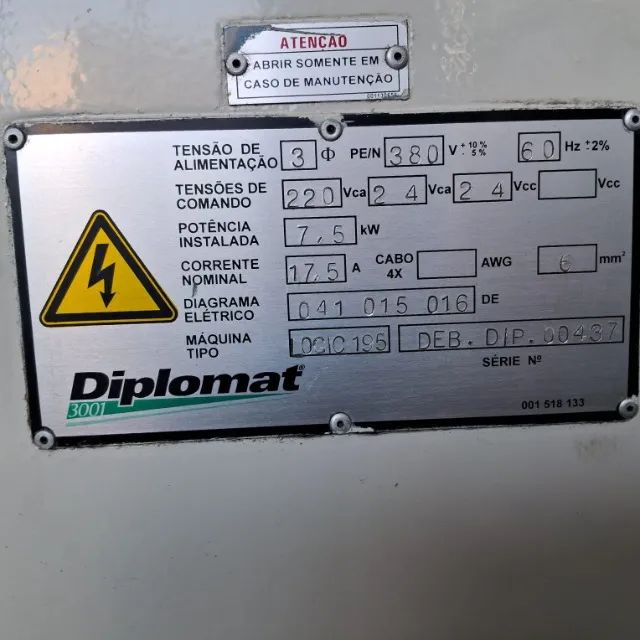 ATENÇÃO
ABRIR SOMENTE EM
CASO DE MANUTENÇÃO
TENSÃO DE ALIMENTAÇÃO 3 Φ PE/N 380 V + 10 % - 5 % 60 Hz ± 2%
TENSÕES DE COMANDO 220 Vca 24 Vca 24 Vcc Vcc
POTÊNCIA INSTALADA 7,5 kW
CORRENTE NOMINAL 17,5 A CABO 4X AWG 6 mm²
DIAGRAMA ELÉTRICO 041 015 016 DE
MÁQUINA TIPO LOGIC 195 DEB. DIP. 00437
SÉRIE Nº
Diplomat®
3001
001 518 133